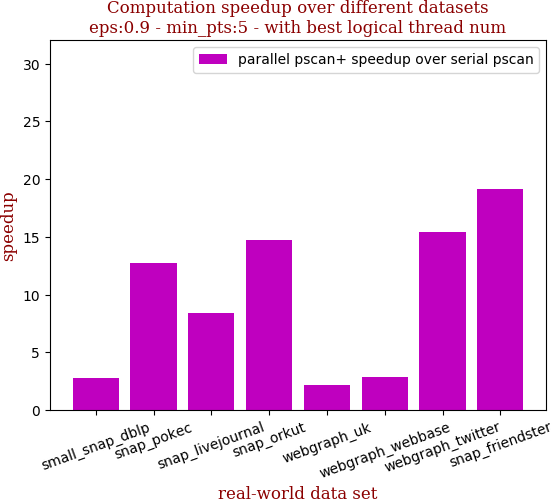 Computation speedup over different datasets
eps:0.9 - min_pts:5 - with best logical thread num
parallel pscan+ speedup over serial pscan
speedup
30
25
20
15
10
5
0
small_snap_dblp
snap_pokec
snap_livejournal
snap_orkut
webgraph_uk
webgraph_webbase
webgraph_twitter
snap_friendster
real-world data set